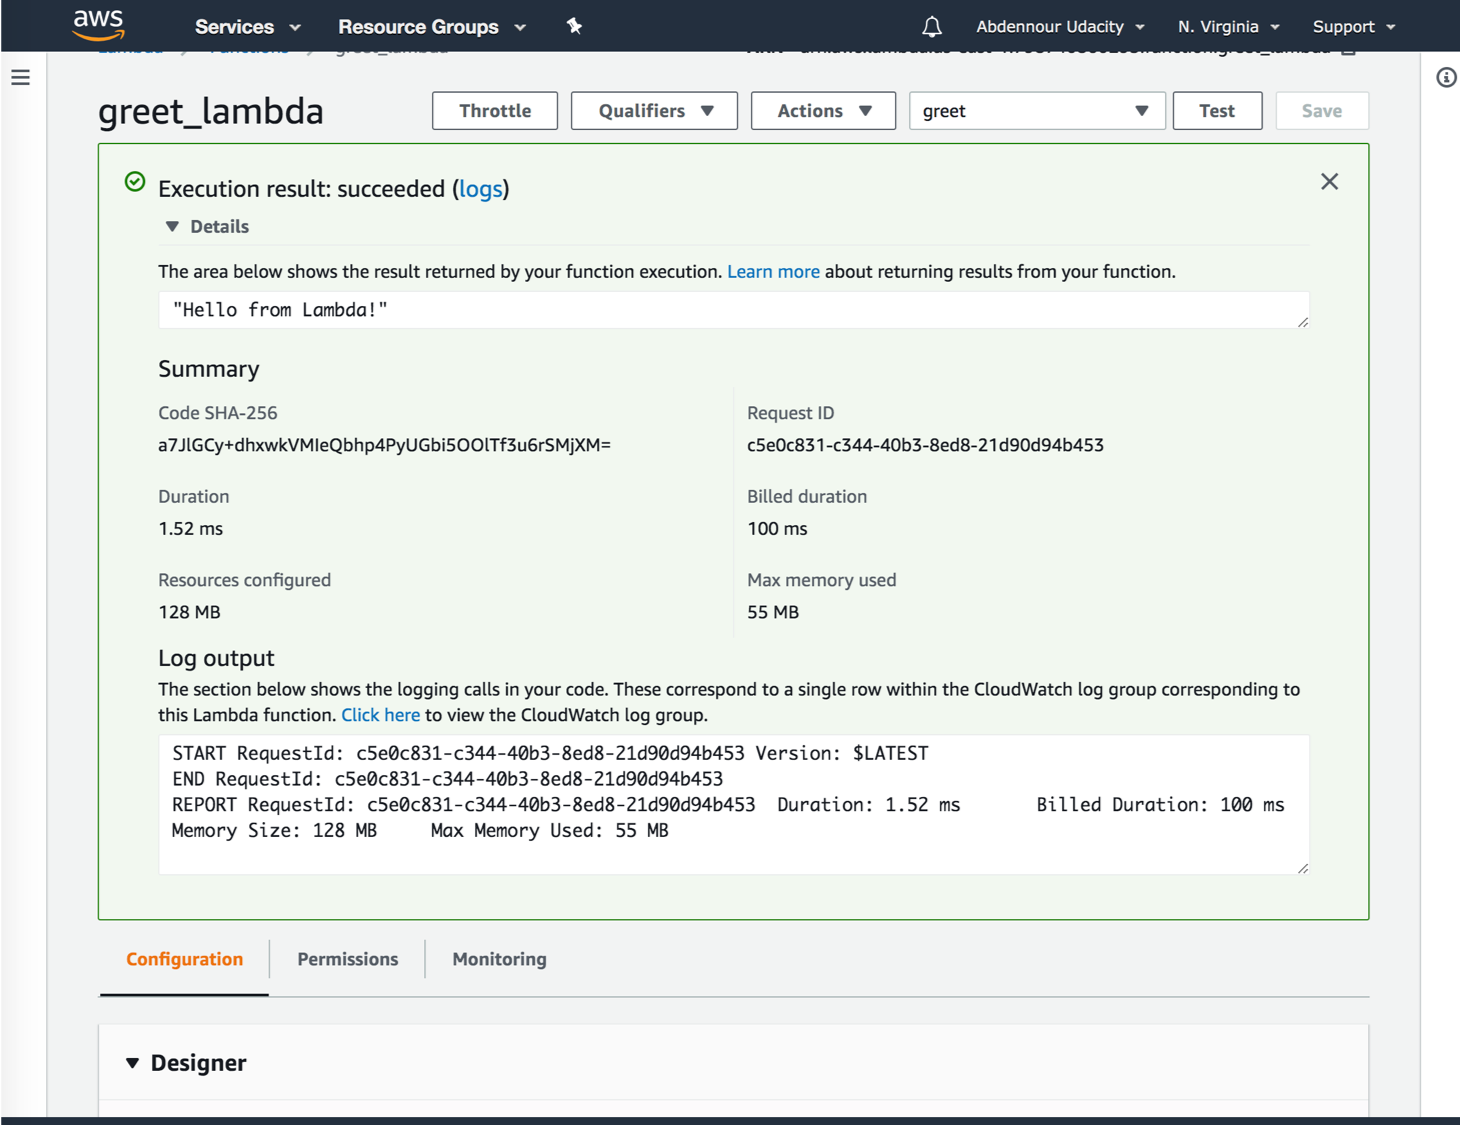 aws
Services
Resource Groups
Abdennour Udacity
N. Virginia
Support
greet_lambda
Throttle
Qualifiers
Actions
greet
Test
Save
Execution result: succeeded (logs)
Details
The area below shows the result returned by your function execution. Learn more about returning results from your function.
"Hello from Lambda!"
Summary
Code SHA-256
a7JlGCy+dhxwkVMIeQbhp4PyUGbi5OOlTf3u6rSMjXM=
Request ID
c5e0c831-c344-40b3-8ed8-21d90d94b453
Duration
1.52 ms
Billed duration
100 ms
Resources configured
128 MB
Max memory used
55 MB
Log output
The section below shows the logging calls in your code. These correspond to a single row within the CloudWatch log group corresponding to
this Lambda function. Click here to view the CloudWatch log group.
START RequestId: c5e0c831-c344-40b3-8ed8-21d90d94b453 Version: $LATEST
END RequestId: c5e0c831-c344-40b3-8ed8-21d90d94b453
REPORT RequestId: c5e0c831-c344-40b3-8ed8-21d90d94b453 Duration: 1.52 ms Billed Duration: 100 ms
Memory Size: 128 MB Max Memory Used: 55 MB
Configuration
Permissions
Monitoring
Designer